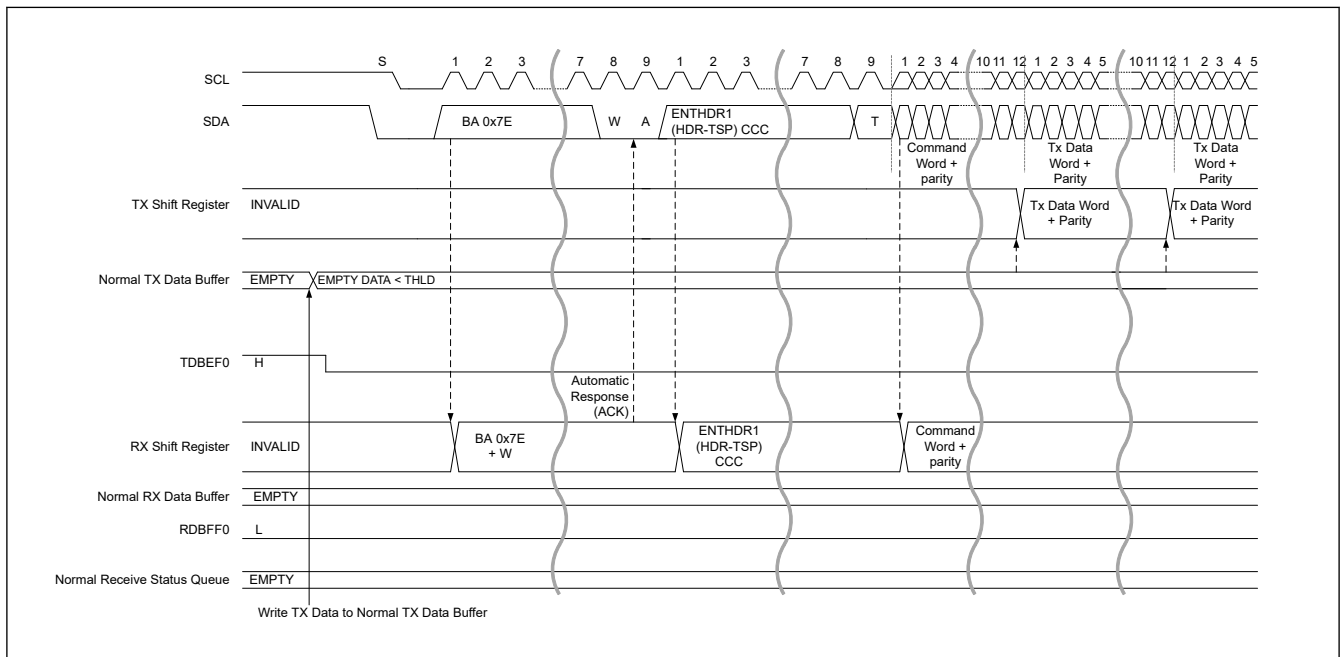 S 1 2 3 7 8 9 1 2 3 7 8 9 1 2 3 4 10 11 12 1 2 3 4 5 10 11 12 1 2 3 4 5
SCL
SDA BA 0x7E W A ENTHDR1 (HDR-TSP) CCC T
Command Word + parity
Tx Data Word + Parity
Tx Data Word + Parity
TX Shift Register INVALID
Tx Data Word + Parity
Tx Data Word + Parity
Normal TX Data Buffer EMPTY EMPTY DATA < THLD
TDBEF0 H
Automatic Response (ACK)
RX Shift Register INVALID
BA 0x7E + W
ENTHDR1 (HDR-TSP) CCC
Command Word + parity
Normal RX Data Buffer EMPTY
RDBFF0 L
Normal Receive Status Queue EMPTY
Write TX Data to Normal TX Data Buffer